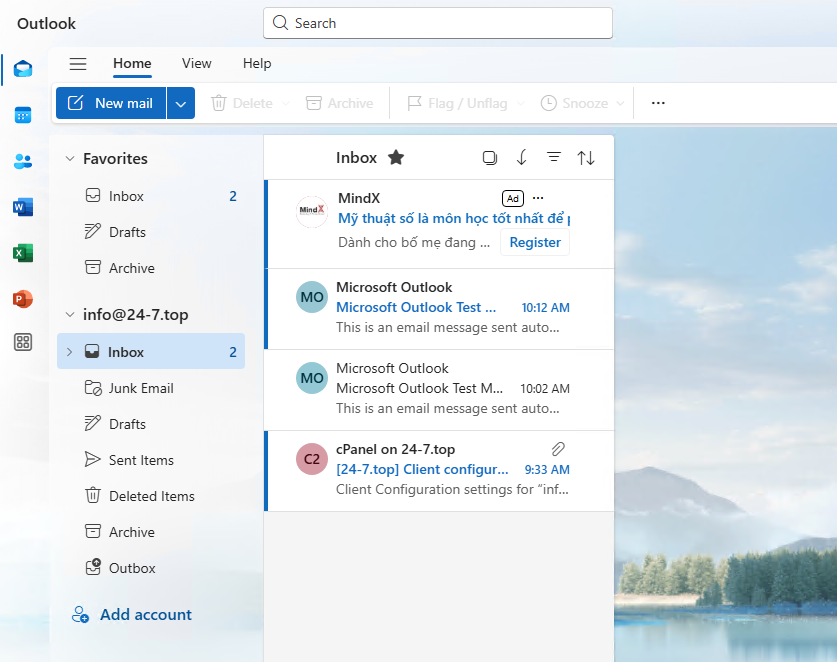 Outlook
Search
Home View Help
New mail Delete Archive Flag / Unflag Snooze ...
Favorites
Inbox 2
Drafts
Archive
info@24-7.top
Inbox 2
Junk Email
Drafts
Sent Items
Deleted Items
Archive
Outbox
Add account
Inbox
MindX
MindX Ad ...
Mỹ thuật số là môn học tốt nhất để
Dành cho bố mẹ đang ... Register
MO
Microsoft Outlook
Microsoft Outlook Test ... 10:12 AM
This is an email message sent auto...
MO
Microsoft Outlook
Microsoft Outlook Test M... 10:02 AM
This is an email message sent auto...
C2
cPanel on 24-7.top
[24-7.top] Client configur... 9:33 AM
Client Configuration settings for “inf...